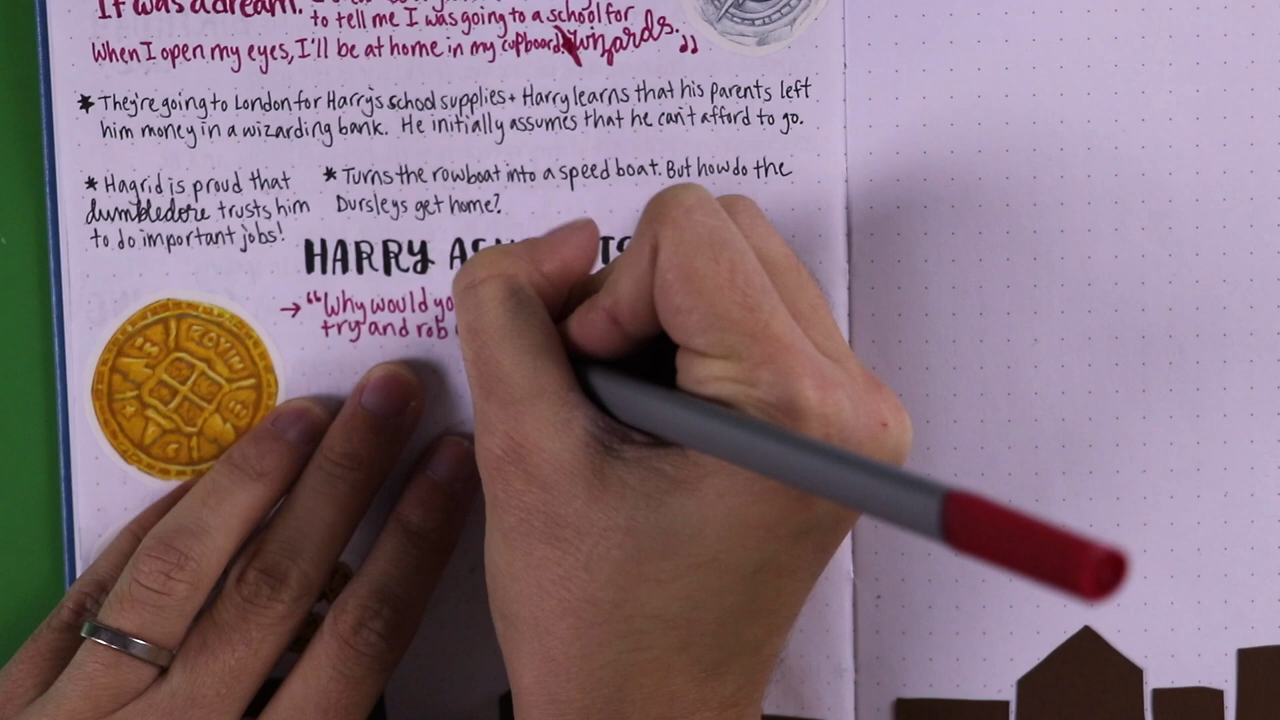 It was a dream.
to tell me I was going to a school for
When I open my eyes, I'll be at home in my cupboard. wizards."
* They're going to London for Harry's school supplies + Harry learns that his parents left
him money in a wizarding bank. He initially assumes that he can't afford to go.
* Hagrid is proud that
dumbledore trusts him
to do important jobs!
* Turns the rowboat into a speed boat. But how do the
Dursleys get home?
HARRY
→ "Why would
try and rob